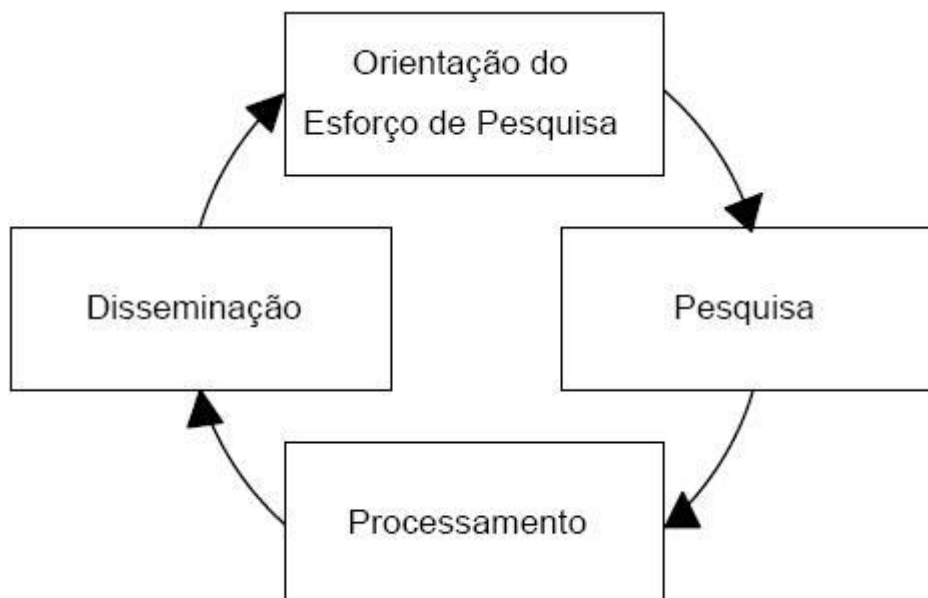 Orientação do
Esforço de Pesquisa
Disseminação
Pesquisa
Processamento